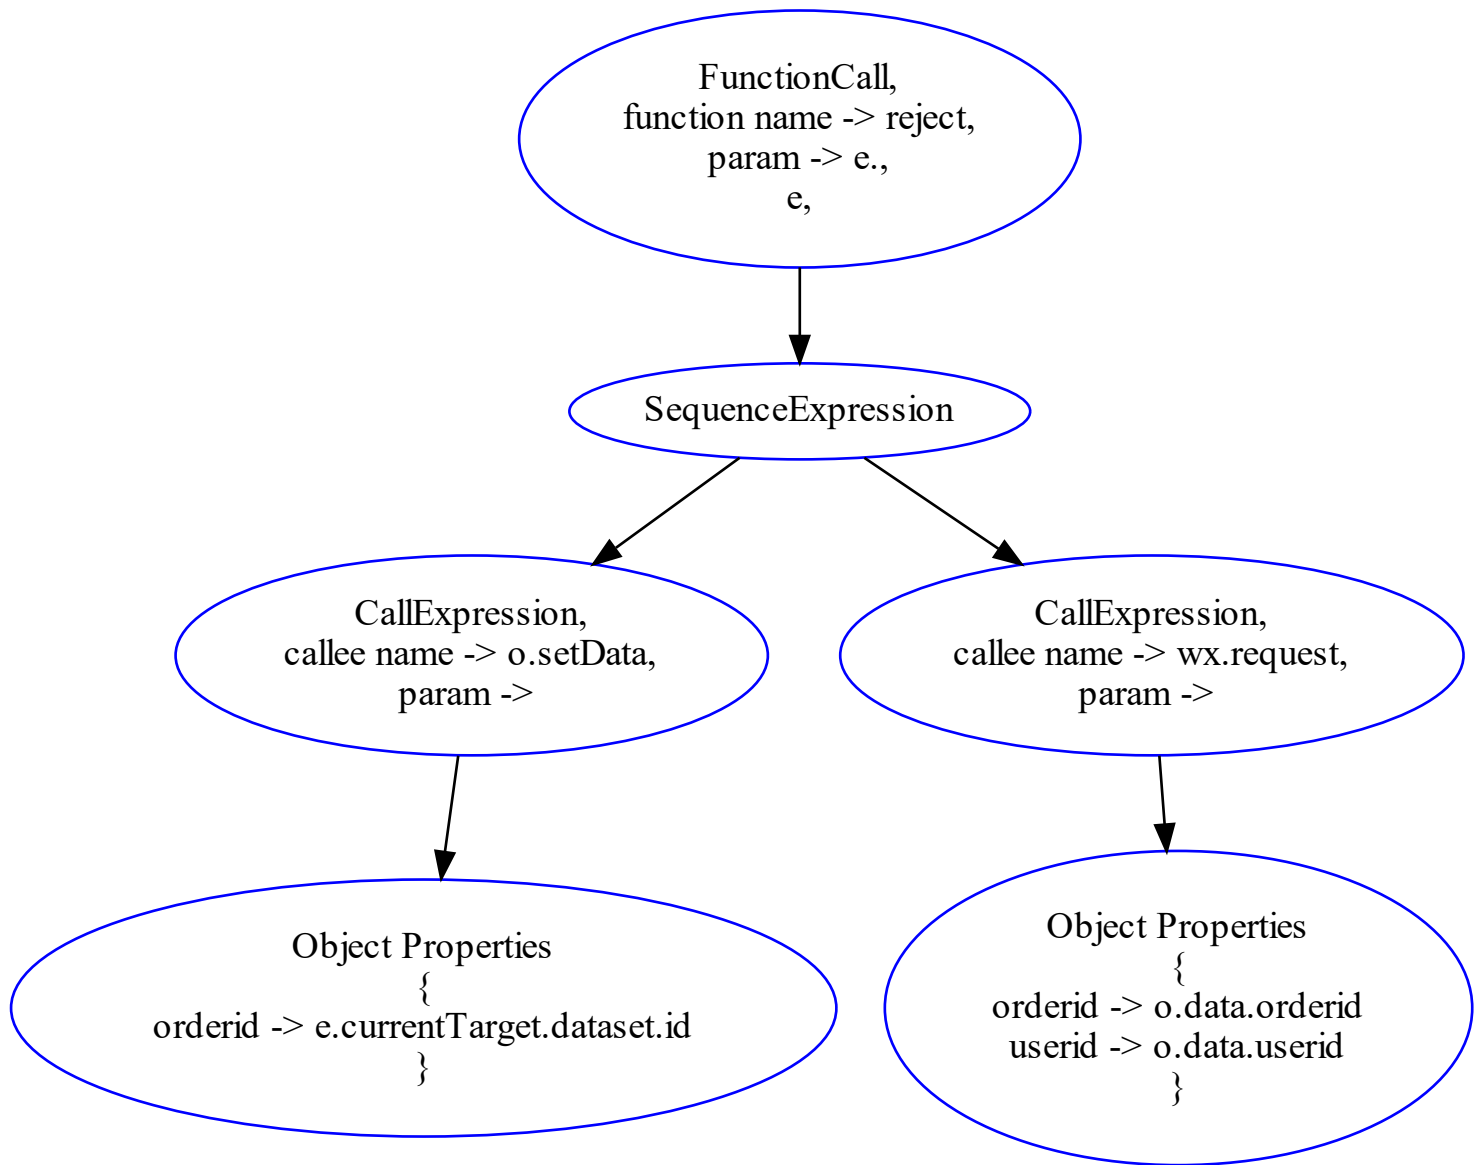 FunctionCall,
function name -> reject,
param -> e.,
e,
SequenceExpression
CallExpression,
callee name -> o.setData,
param ->
CallExpression,
callee name -> wx.request,
param ->
Object Properties
{
orderid -> e.currentTarget.dataset.id
}
Object Properties
{
orderid -> o.data.orderid
userid -> o.data.userid
}